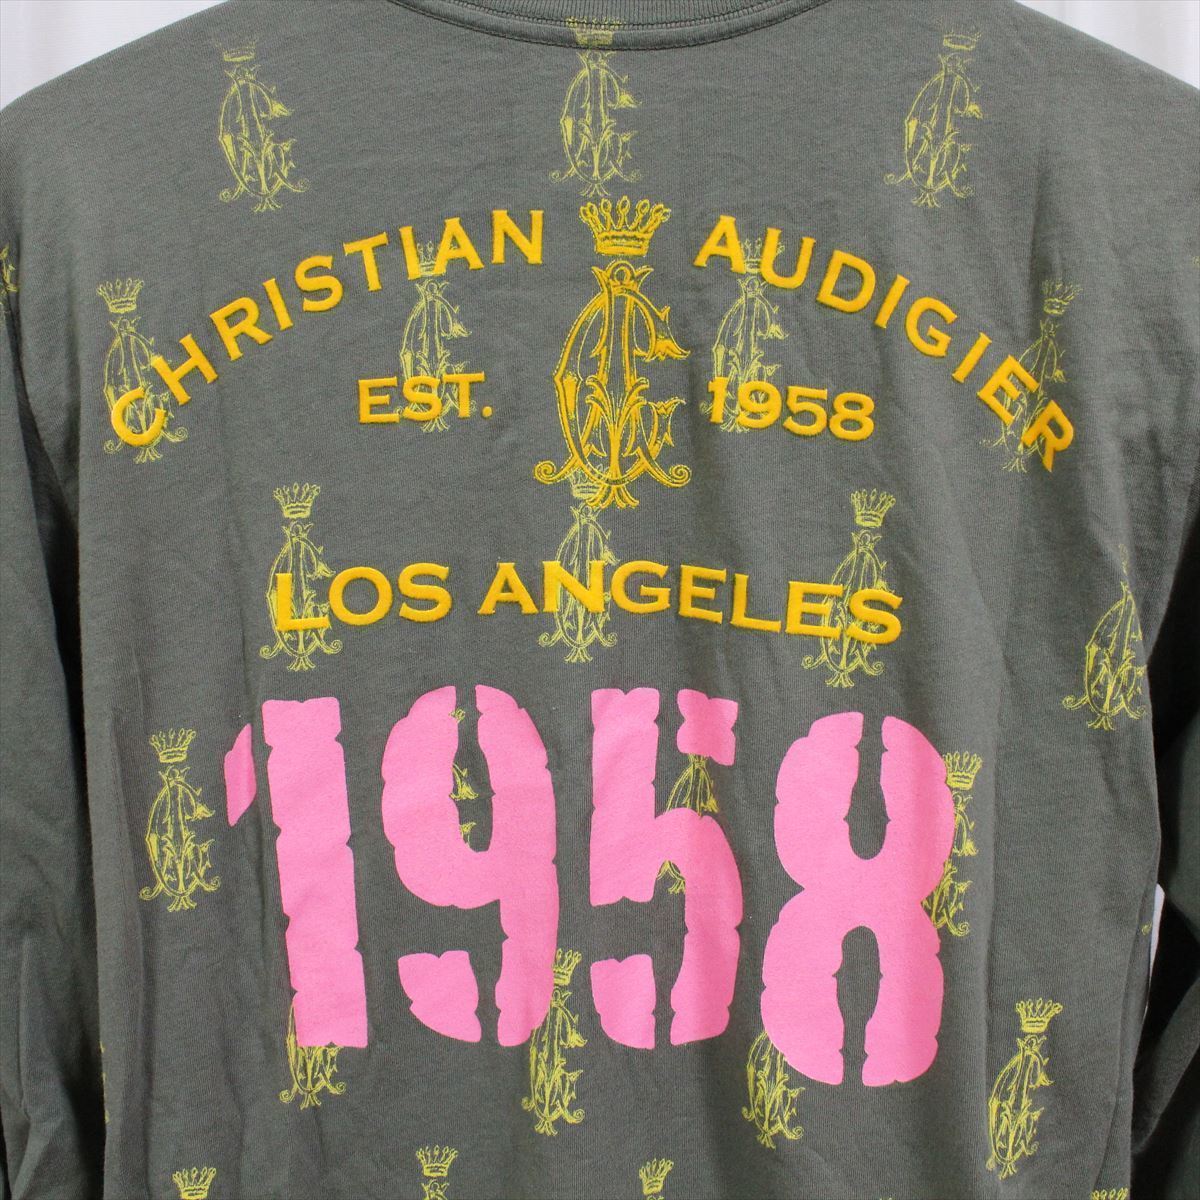 CHRISTIAN AUDIGIER
EST. 1958
LOS ANGELES
1958